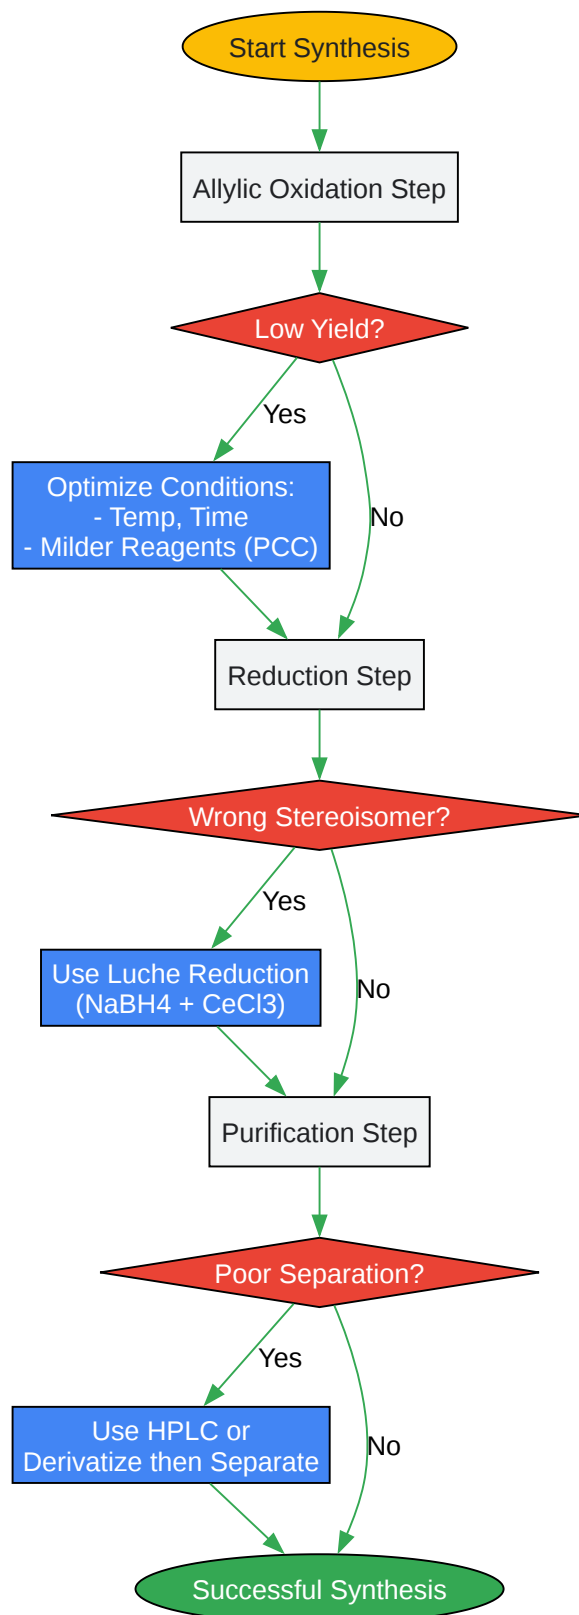 Start Synthesis
Allylic Oxidation Step
Low Yield?
Yes
Optimize Conditions:
- Temp, Time
- Milder Reagents (PCC)
No
Reduction Step
Wrong Stereoisomer?
Yes
Use Luche Reduction
(NaBH4 + CeCl3)
No
Purification Step
Poor Separation?
Yes
Use HPLC or
Derivatize then Separate
No
Successful Synthesis